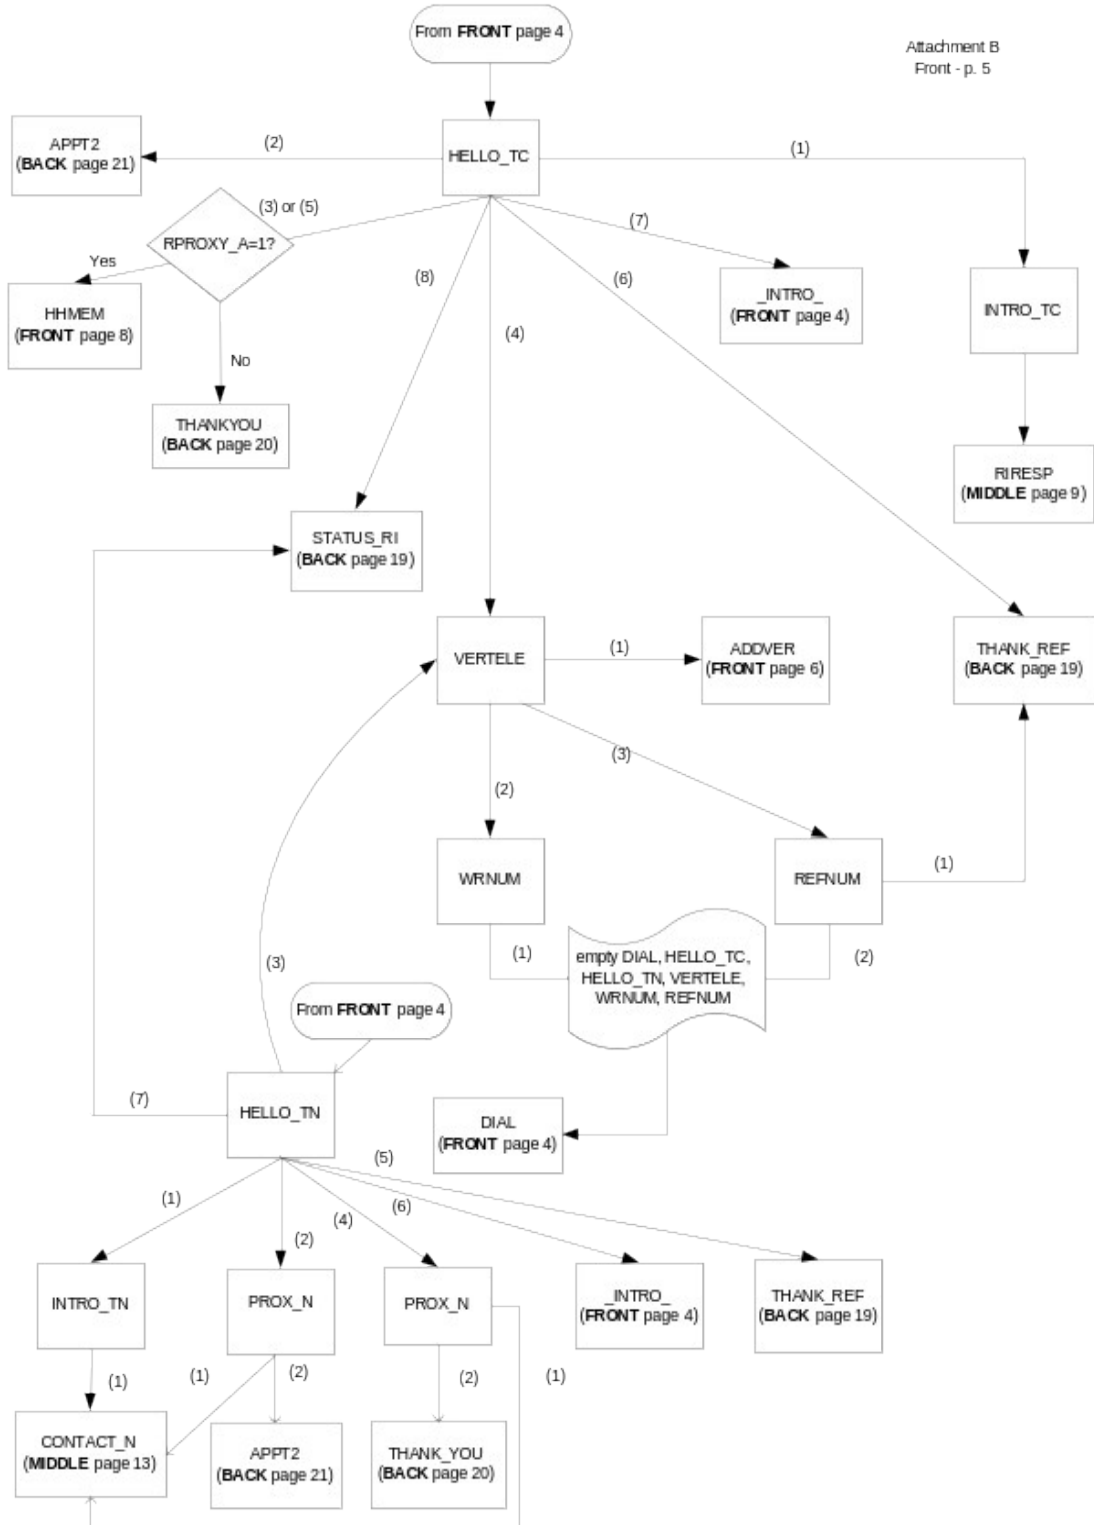 From FRONT page 4
Attachment B
Front - p. 5
APPT2
(BACK page 21)
(2)
HELLO_TC
(1)
(3) or (5)
(7)
RPROXY_A=1?
Yes
(8)
(6)
_INTRO_
(FRONT page 4)
INTRO_TC
HHMEM
(FRONT page 8)
(4)
No
THANKYOU
(BACK page 20)
RIRESP
(MIDDLE page 9)
STATUS_RI
(BACK page 19)
VERTELE
(1)
ADDVER
(FRONT page 6)
THANK_REF
(BACK page 19)
(3)
(2)
WRNUM
REFNUM
(1)
(1)
empty DIAL, HELLO_TC,
HELLO_TN, VERTELE,
WRNUM, REFNUM
(2)
(3)
From FRONT page 4
(7)
HELLO_TN
DIAL
(FRONT page 4)
(5)
(1)
(2)
(4)
(6)
INTRO_TN
PROX_N
PROX_N
_INTRO_
(FRONT page 4)
THANK_REF
(BACK page 19)
(1)
(1)
(2)
(2)
(1)
CONTACT_N
(MIDDLE page 13)
APPT2
(BACK page 21)
THANK_YOU
(BACK page 20)